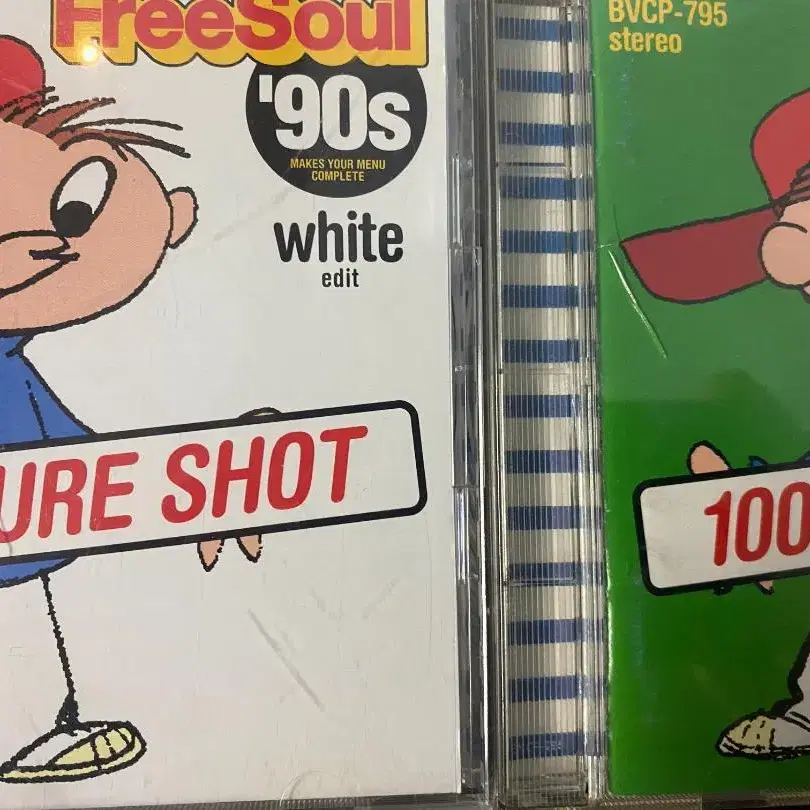 FreeSoul
'90s
MAKES YOUR MENU
COMPLETE
white
edit
URE SHOT
BVCP-795
stereo
100